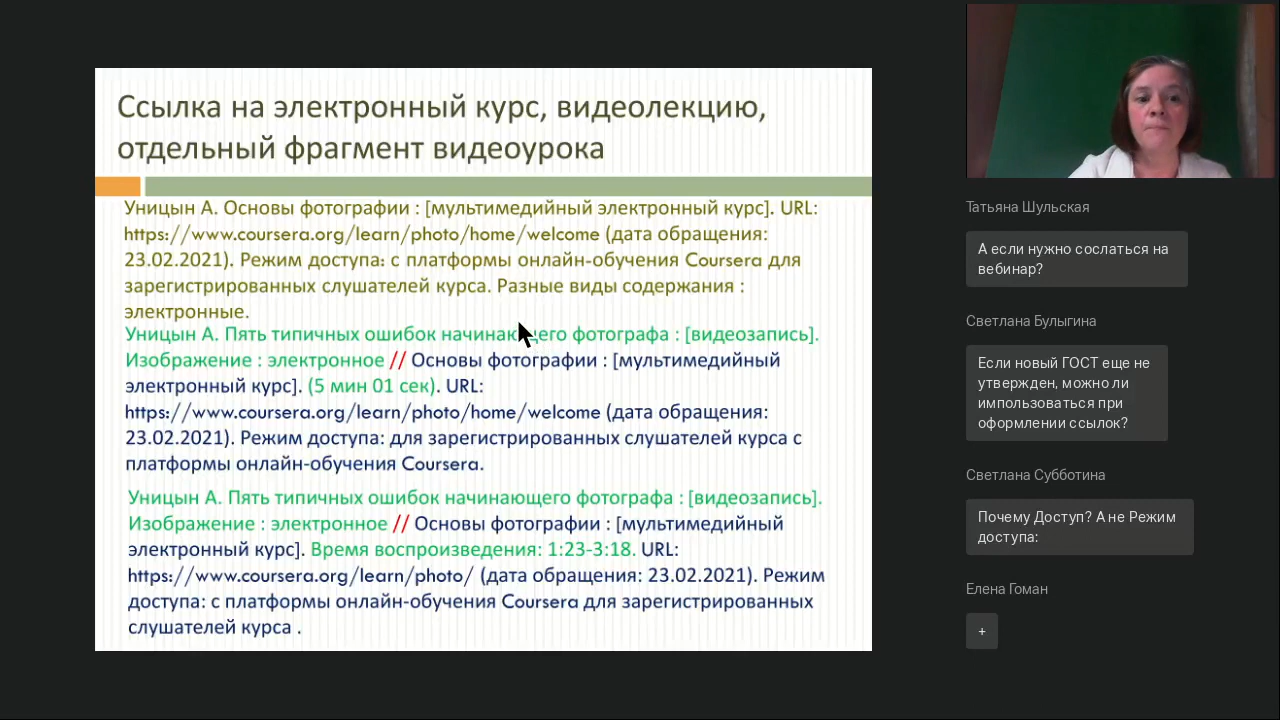 Ссылка на электронный курс, видеолекцию,
отдельный фрагмент видеоурока
Уницын А. Основы фотографии : [мультимедийный электронный курс]. URL:
https://www.coursera.org/learn/photo/home/welcome (дата обращения:
23.02.2021). Режим доступа: с платформы онлайн-обучения Coursera для
зарегистрированных слушателей курса. Разные виды содержания :
электронные.
Уницын А. Пять типичных ошибок начинающего фотографа : [видеозапись].
Изображение : электронное // Основы фотографии : [мультимедийный
электронный курс]. (5 мин 01 сек). URL:
https://www.coursera.org/learn/photo/home/welcome (дата обращения:
23.02.2021). Режим доступа: для зарегистрированных слушателей курса с
платформы онлайн-обучения Coursera.
Уницын А. Пять типичных ошибок начинающего фотографа : [видеозапись].
Изображение : электронное // Основы фотографии : [мультимедийный
электронный курс]. Время воспроизведения: 1:23-3:18. URL:
https://www.coursera.org/learn/photo/ (дата обращения: 23.02.2021). Режим
доступа: с платформы онлайн-обучения Coursera для зарегистрированных
слушателей курса .
Татьяна Шульская
А если нужно сослаться на
вебинар?
Светлана Булыгина
Если новый ГОСТ еще не
утвержден, можно ли
импользоваться при
оформлении ссылок?
Светлана Субботина
Почему Доступ? А не Режим
доступа:
Елена Гоман
+